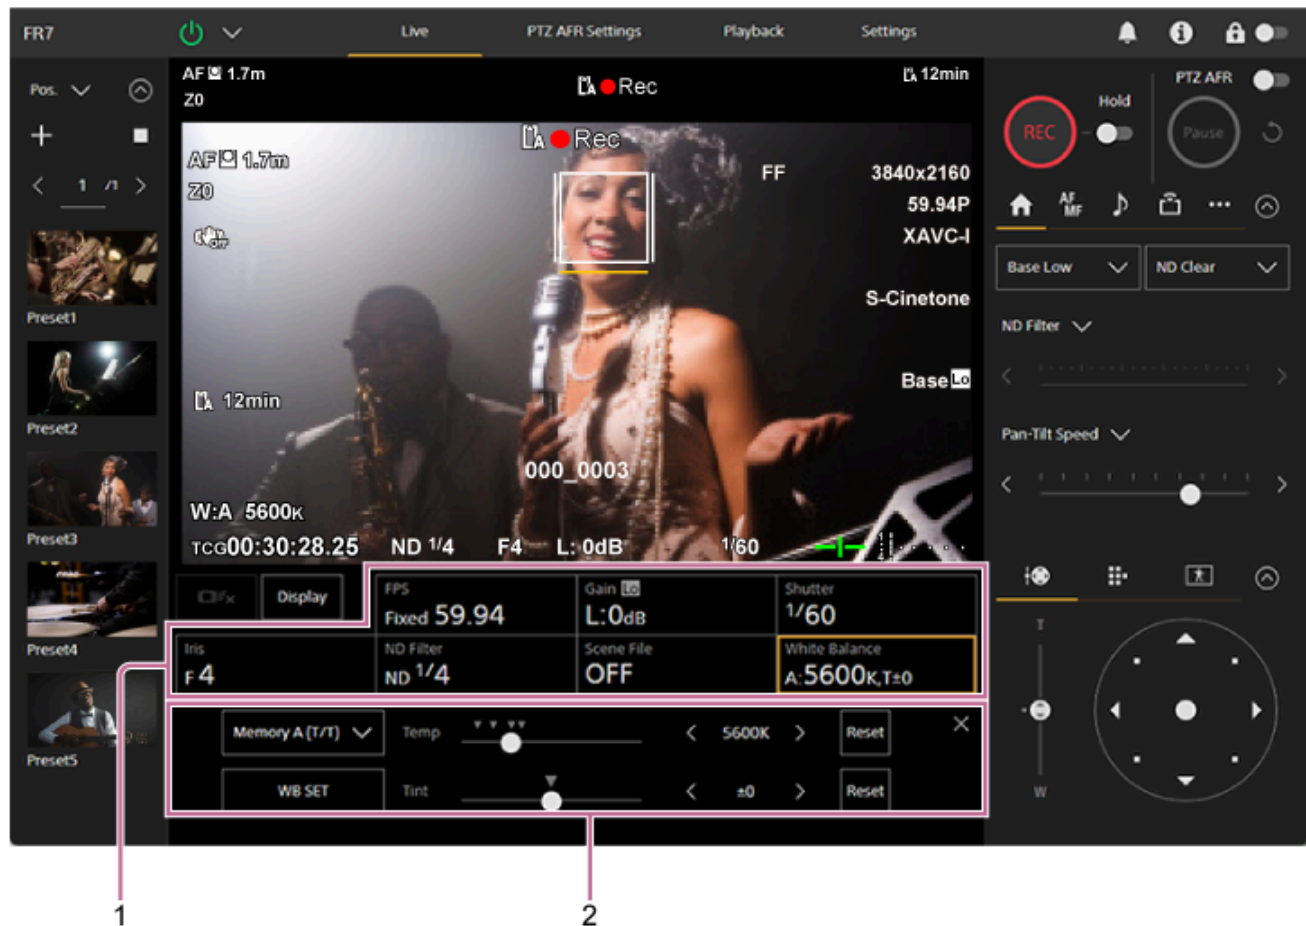 FR7
Live
PTZ AFR Settings
Playback
Settings
Pos.
1 /1
Preset1
Preset2
Preset3
Preset4
Preset5
AF 1.7m
Z0
A Rec
A 12min
A Rec
AF 1.7m
Z0
OFF
FF
3840x2160
59.94P
XAVC-I
S-Cinetone
Base Lo
A 12min
000_0003
W:A 5600K
TCG00:30:28.25 ND 1/4 F4 L: 0dB 1/60
Display
FPS
Fixed 59.94
Gain Lo
L:0dB
Shutter
1/60
Iris
F 4
ND Filter
ND 1/4
Scene File
OFF
White Balance
A:5600K,T±0
Memory A (T/T)
Temp
5600K
Reset
WB SET
Tint
±0
Reset
REC
Hold
PTZ AFR
Pause
AF
MF
Base Low
ND Clear
ND Filter
Pan-Tilt Speed
T
W
1
2